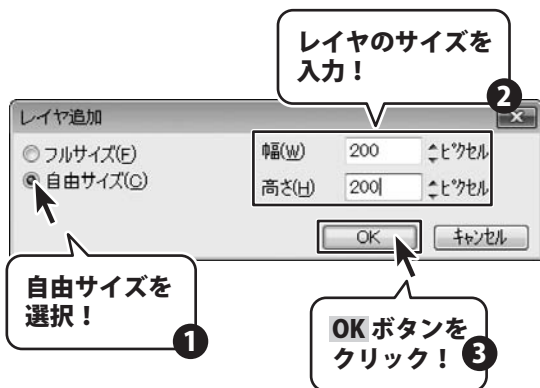 レイヤのサイズを
入力！
2
レイヤ追加
フルサイズ(F)
自由サイズ(C)
幅(W) 200 ピクセル
高さ(H) 200 ピクセル
OK キャンセル
自由サイズを
選択！
1
OK ボタンを
クリック！
3